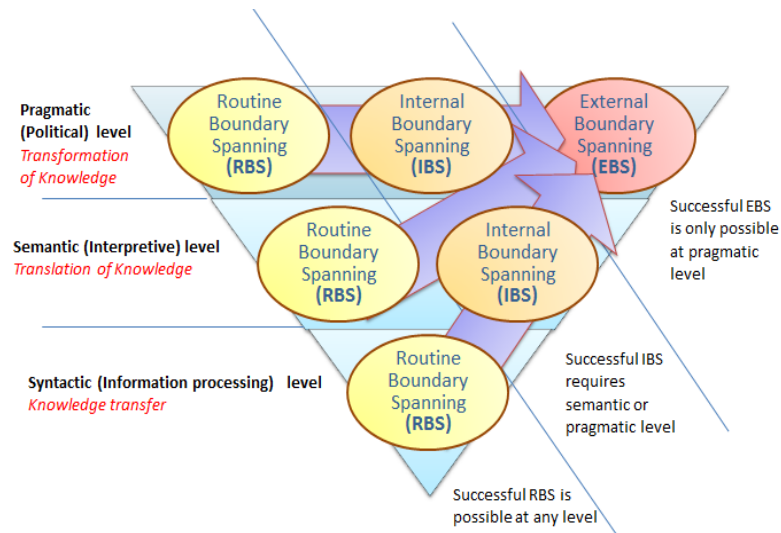 Pragmatic
(Political) level
Transformation
of Knowledge
Routine
Boundary
Spanning
(RBS)
Internal
Boundary
Spanning
(IBS)
External
Boundary
Spanning
(EBS)
Semantic (Interpretive) level
Translation of Knowledge
Routine
Boundary
Spanning
(RBS)
Internal
Boundary
Spanning
(IBS)
Successful EBS
is only possible
at pragmatic
level
Syntactic (Information processing) level
Knowledge transfer
Routine
Boundary
Spanning
(RBS)
Successful IBS
requires
semantic or
pragmatic level
Successful RBS is
possible at any level